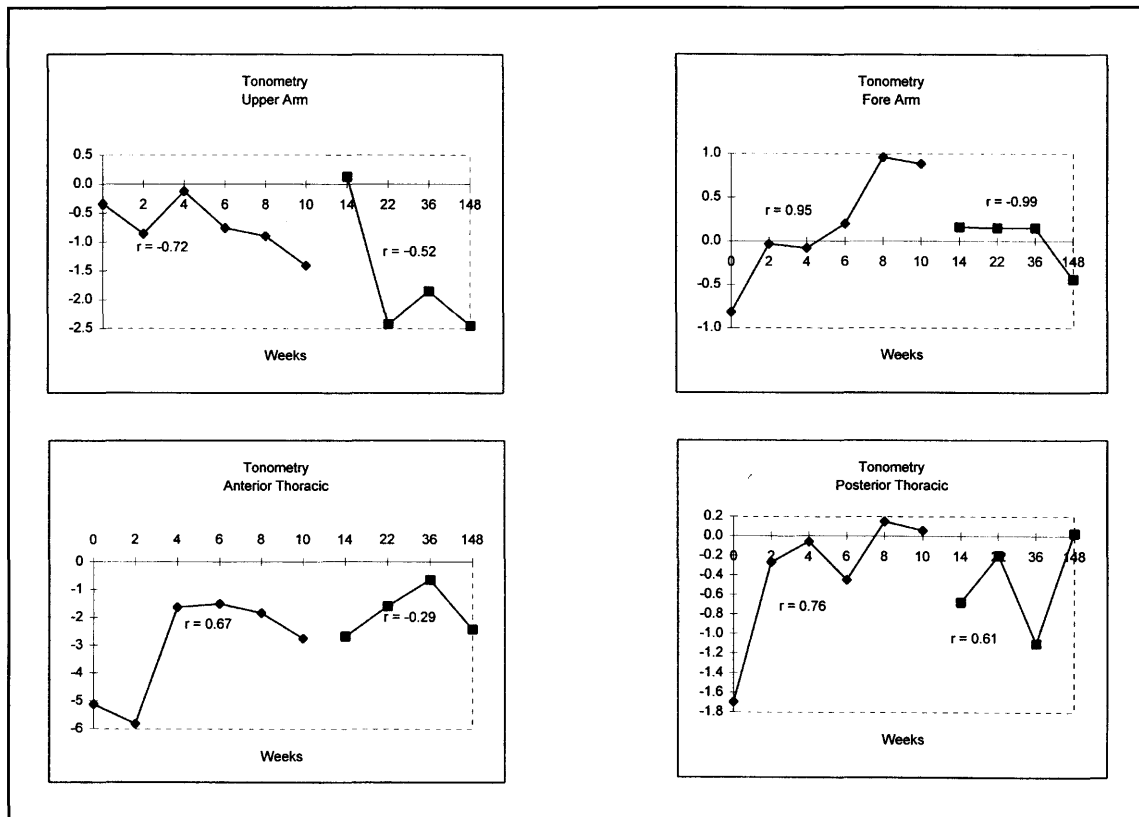 Tonometry
Upper Arm
0.5
0.0
-0.5
-1.0
-1.5
-2.0
-2.5
2 4 6 8 10 14 22 36 148
r = -0.72
r = -0.52
Weeks
Tonometry
Fore Arm
1.0
0.5
0.0
-0.5
-1.0
0 2 4 6 8 10 14 22 36 148
r = 0.95
r = -0.99
Weeks
Tonometry
Anterior Thoracic
0 2 4 6 8 10 14 22 36 148
0
-1
-2
-3
-4
-5
-6
r = 0.67
r = -0.29
Weeks
Tonometry
Posterior Thoracic
0.2
0.0
-0.2
-0.4
-0.6
-0.8
-1.0
-1.2
-1.4
-1.6
-1.8
0 2 4 6 8 10 14 22 36 148
r = 0.76
r = 0.61
Weeks